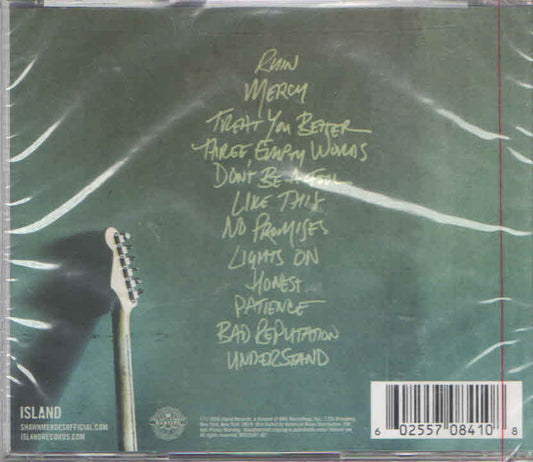 Ruin
Mercy
Treat You Better
Three Empty Words
Don't Be A Fool
Like This
No Promises
Lights On
Honest
Patience
Bad Reputation
Understand
ISLAND
SHAWNMENDESOFFICIAL.COM
ISLANDRECORDS.COM
6 02557 08410 8